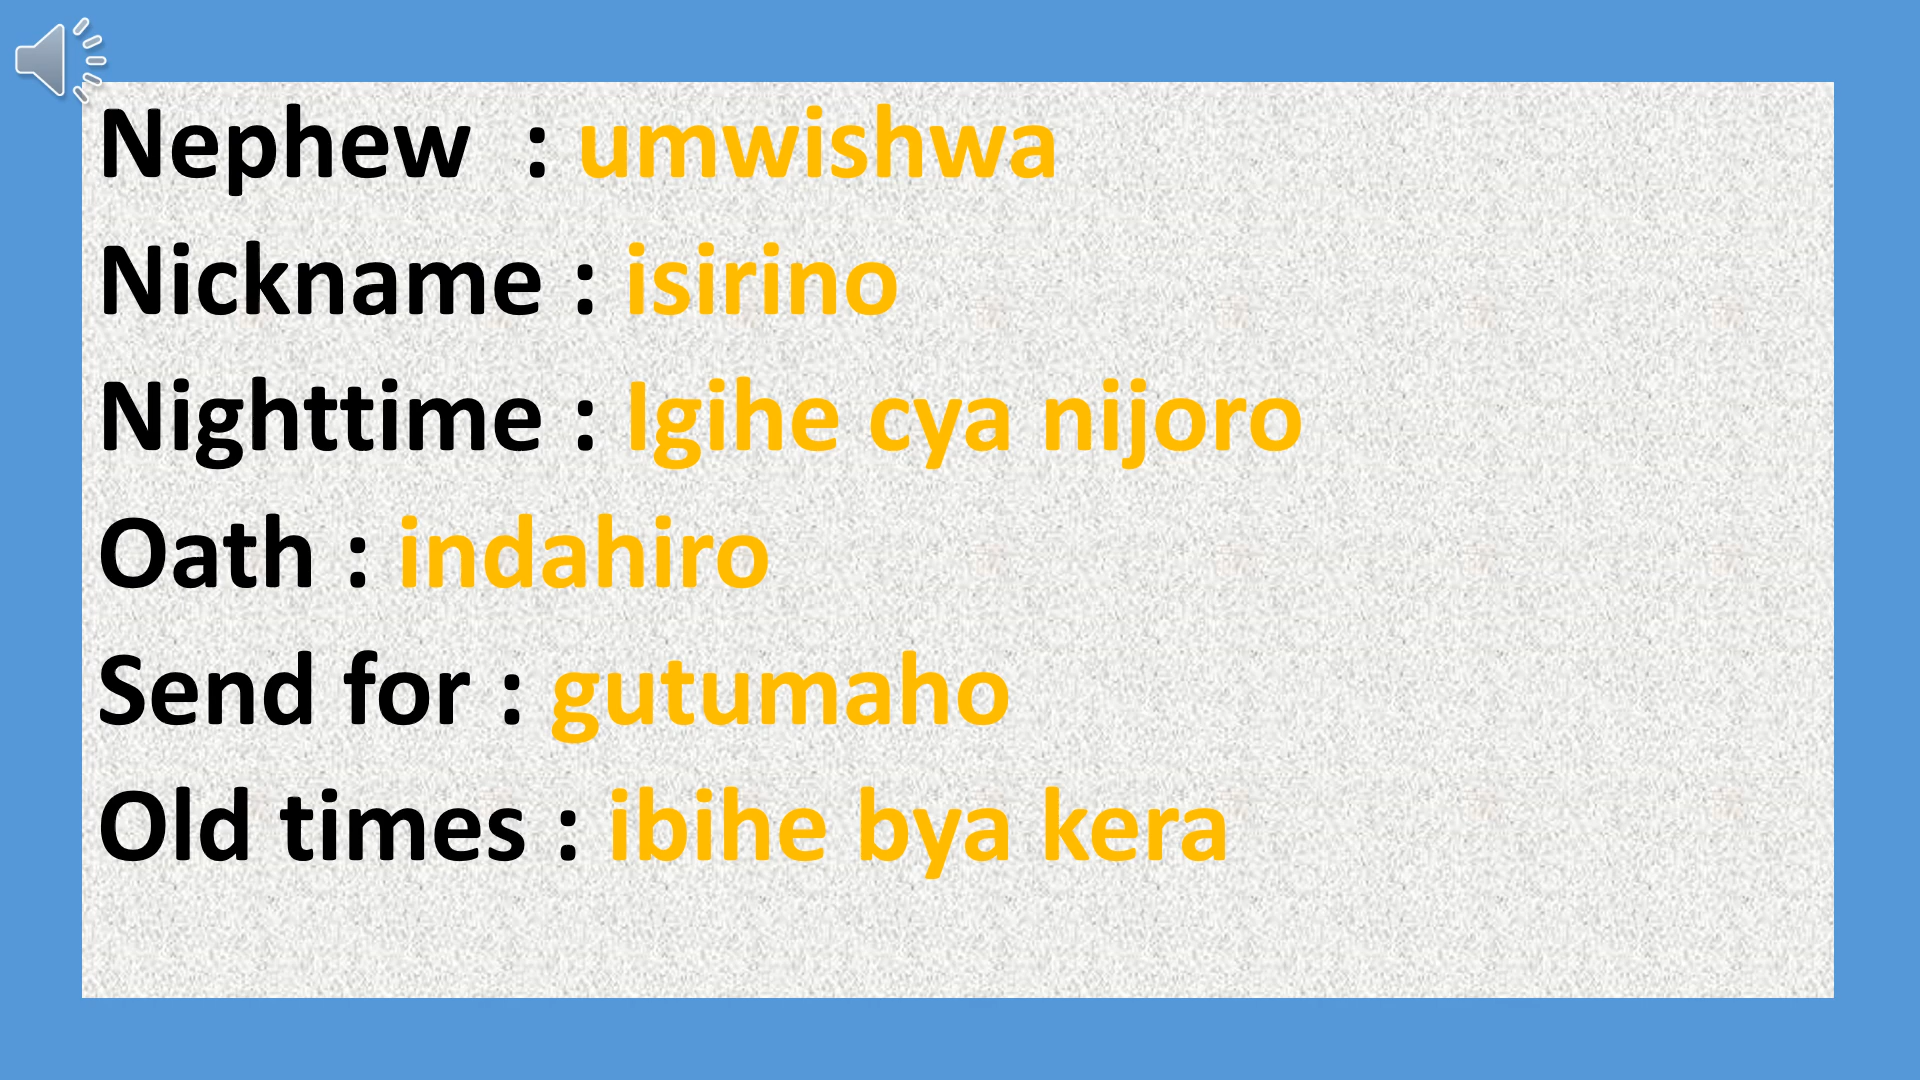 Nephew : umwishwa
Nickname : isirino
Nighttime : Igihe cya nijoro
Oath : indahiro
Send for : gutumaho
Old times : ibihe bya kera